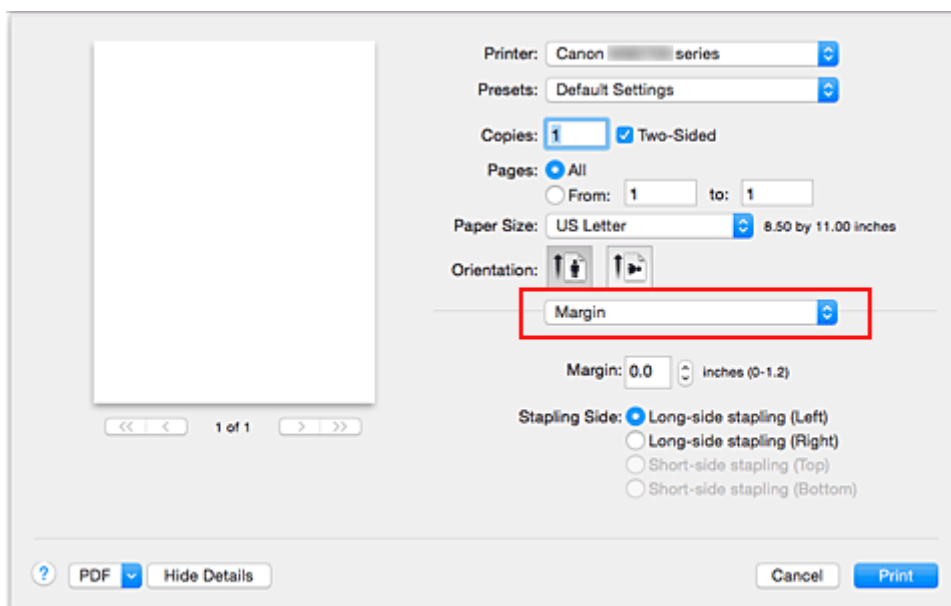 Printer: Canon series
Presets: Default Settings
Copies: 1 Two-Sided
Pages: All
From: 1 to: 1
Paper Size: US Letter 8.50 by 11.00 inches
Orientation:
Margin
Margin: 0.0 inches (0-1.2)
Stapling Side: Long-side stapling (Left)
Long-side stapling (Right)
Short-side stapling (Top)
Short-side stapling (Bottom)
1 of 1
? PDF Hide Details Cancel Print